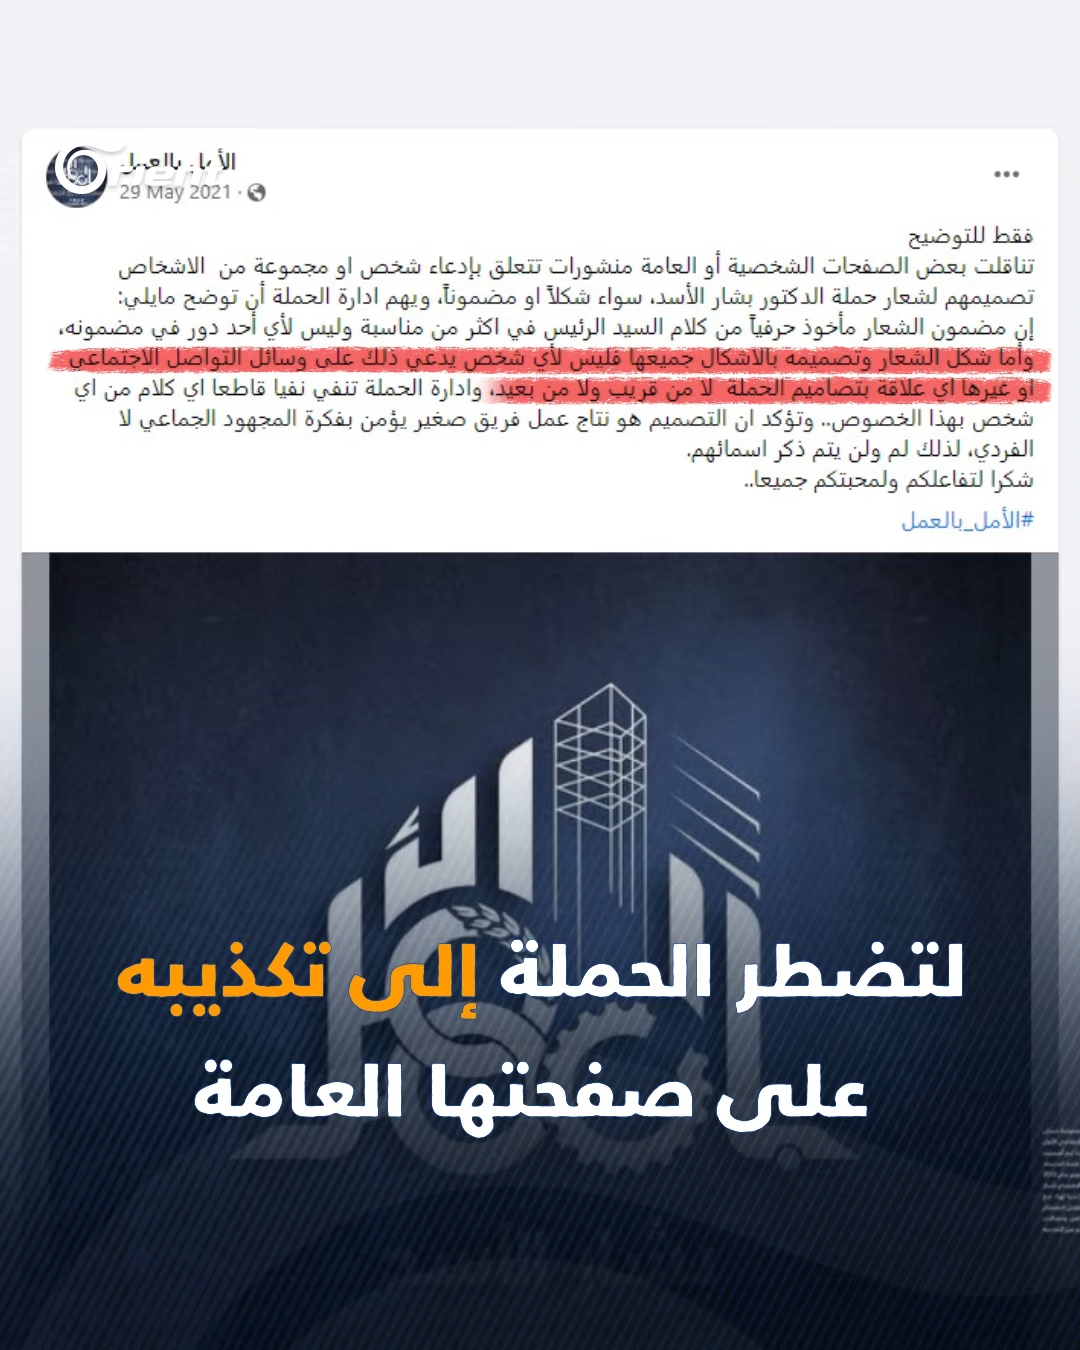 الأمل بالعمل
29 May 2021
Orient
فقط للتوضيح
تناقلت بعض الصفحات الشخصية أو العامة منشورات تتعلق بإدعاء شخص او مجموعة من الاشخاص
تصميمهم لشعار حملة الدكتور بشار الأسد، سواء شكلاً او مضموناً، ويهم ادارة الحملة أن توضح مايلي:
إن مضمون الشعار مأخوذ حرفياً من كلام السيد الرئيس في اكثر من مناسبة وليس لأي أحد دور في مضمونه،
وأما شكل الشعار وتصميمه بالأشكال جميعها فليس لأي شخص يدعي ذلك على وسائل التواصل الاجتماعي
او غيرها اي علاقة بتصاميم الحملة لا من قريب ولا من بعيد، وادارة الحملة تنفي نفيا قاطعا اي كلام من اي
شخص بهذا الخصوص.. وتؤكد ان التصميم هو نتاج عمل فريق صغير يؤمن بفكرة المجهود الجماعي لا
الفردي، لذلك لم ولن يتم ذكر اسمائهم.
شكرا لتفاعلكم ولمحبتكم جميعا..
#الأمل_بالعمل
لتضطر الحملة إلى تكذيبه
على صفحتها العامة